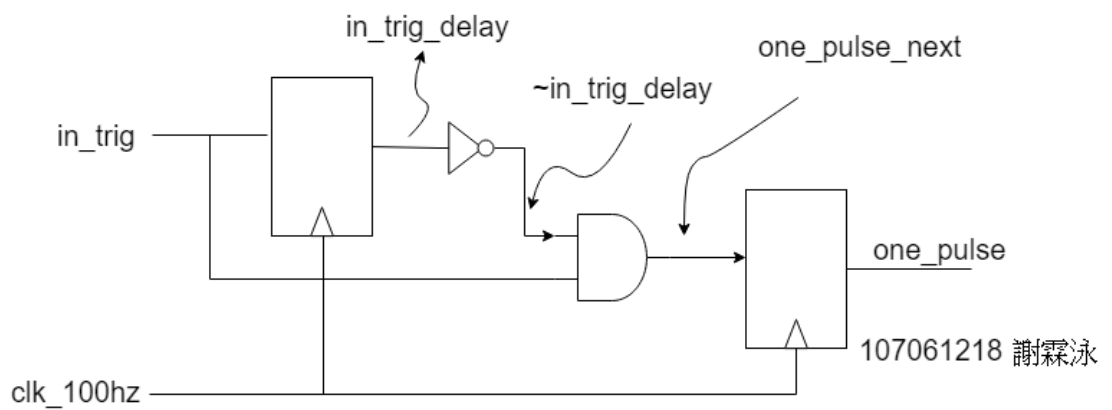 in_trig_delay
one_pulse_next
~in_trig_delay
in_trig
one_pulse
107061218 謝霖泳
clk_100hz